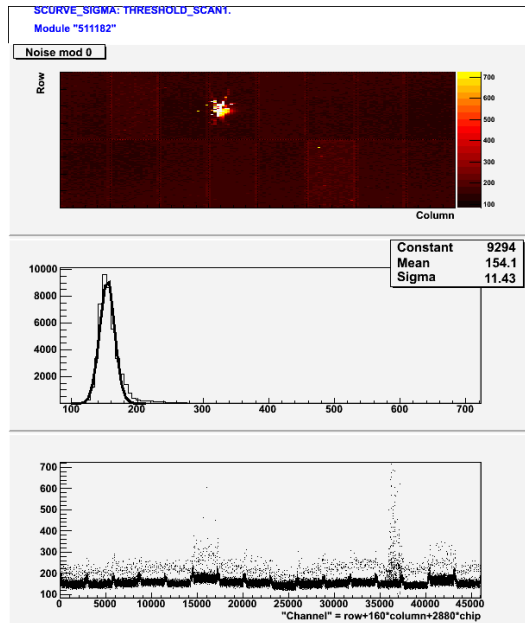 SCURVE_SIGMA: THRESHOLD_SCAN1.
Module "511182"
Noise mod 0
Row
700
600
500
400
300
200
100
Column
Constant 9294
Mean 154.1
Sigma 11.43
10000
8000
6000
4000
2000
100 200 300 400 500 600 700
700
600
500
400
300
200
100
0 5000 10000 15000 20000 25000 30000 35000 40000 45000
"Channel" = row+160*column+2880*chip